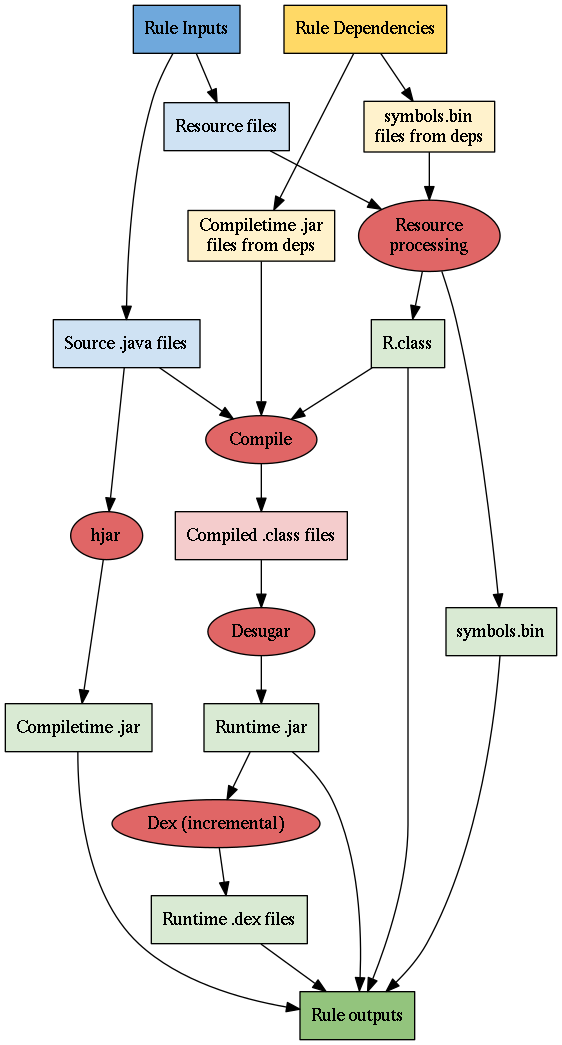 Rule Inputs
Rule Dependencies
Resource files
symbols.bin
files from deps
Compiletime .jar
files from deps
Resource
processing
Source .java files
R.class
Compile
hjar
Compiled .class files
Desugar
symbols.bin
Compiletime .jar
Runtime .jar
Dex (incremental)
Runtime .dex files
Rule outputs